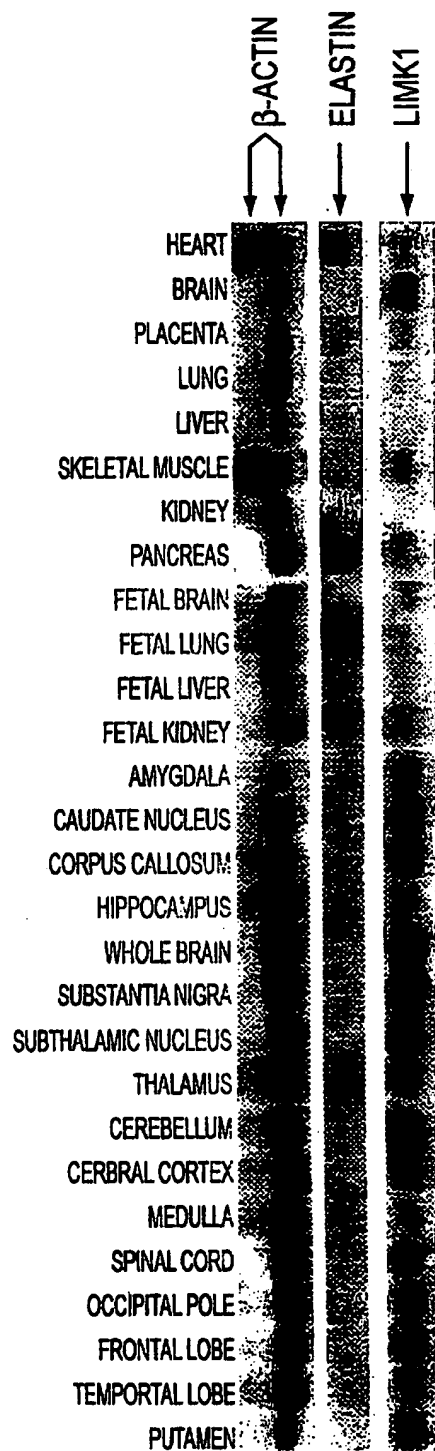 β-ACTIN
ELASTIN
LIMK1
HEART
BRAIN
PLACENTA
LUNG
LIVER
SKELETAL MUSCLE
KIDNEY
PANCREAS
FETAL BRAIN
FETAL LUNG
FETAL LIVER
FETAL KIDNEY
AMYGDALA
CAUDATE NUCLEUS
CORPUS CALLOSUM
HIPPOCAMPUS
WHOLE BRAIN
SUBSTANTIA NIGRA
SUBTHALAMIC NUCLEUS
THALAMUS
CEREBELLUM
CERBRAL CORTEX
MEDULLA
SPINAL CORD
OCCIPITAL POLE
FRONTAL LOBE
TEMPORTAL LOBE
PUTAMEN